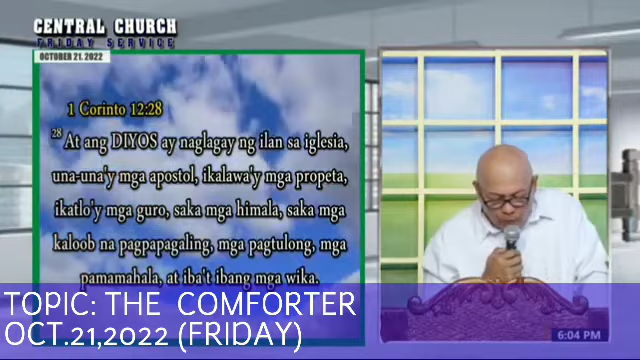 CENTRAL CHURCH
FRIDAY SERVICE
OCTOBER 21, 2022
1 Corinto 12:28
28 At ang DIYOS ay naglagay ng ilan sa iglesia,
una-una'y mga apostol, ikalawa'y mga propeta,
ikatlo'y mga guro, saka mga himala, saka mga
kaloob na pagpapagaling, mga pagtulong, mga
pamamahala, at iba't ibang mga wika.
TOPIC: THE COMFORTER
OCT.21,2022 (FRIDAY)
6:04 PM